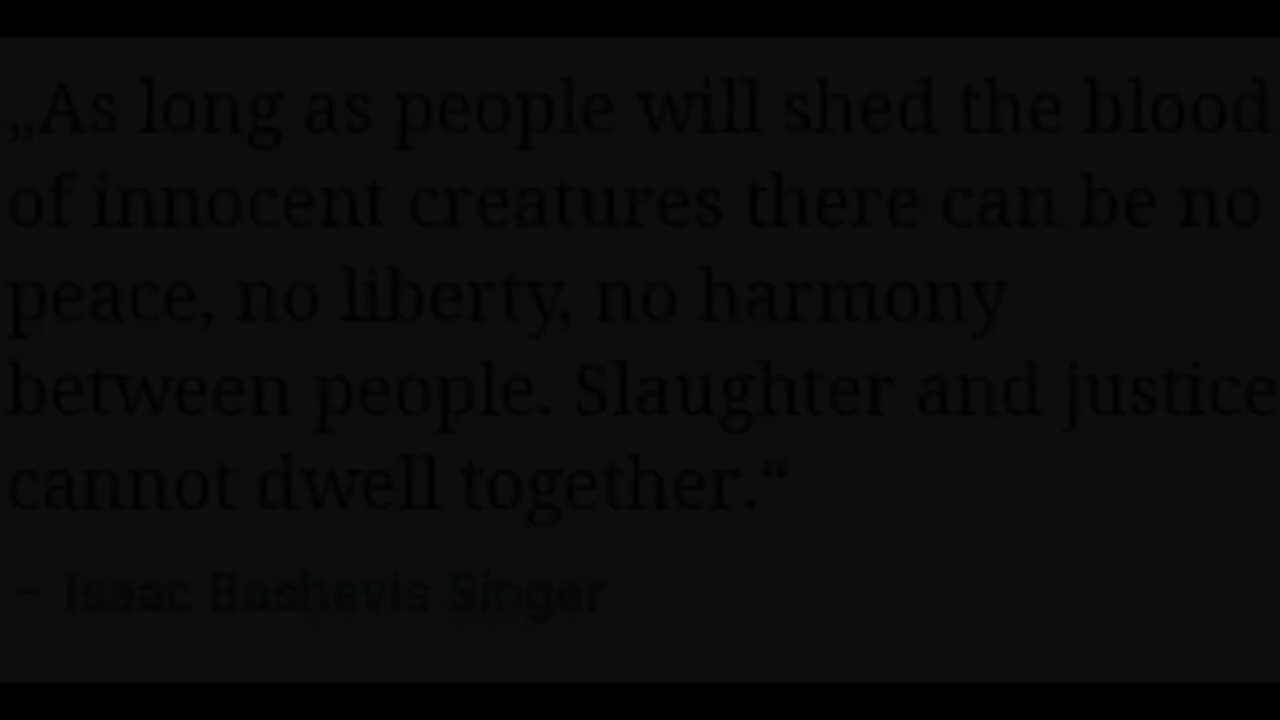 „As long as people will shed the blood
of innocent creatures there can be no
peace, no liberty, no harmony
between people. Slaughter and justice
cannot dwell together.“
— Isaac Bashevis Singer